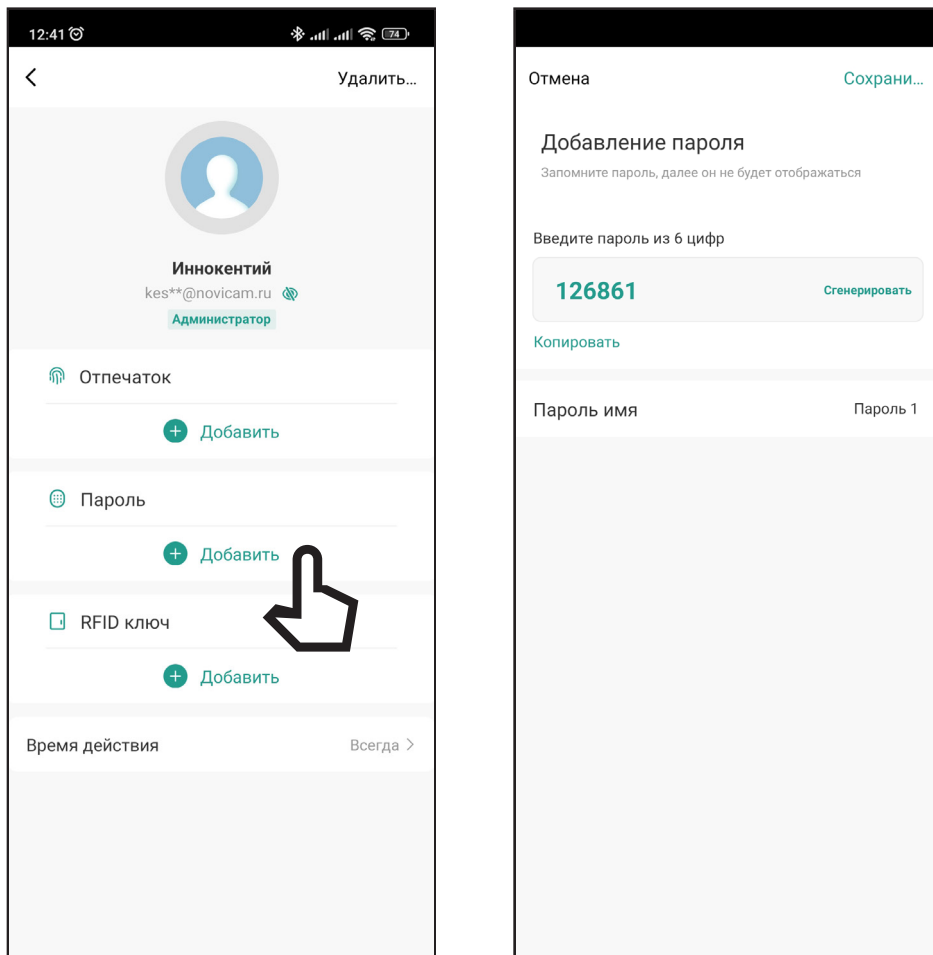 12:41
74
Удалить...
Иннокентий
kes**@novicam.ru
Администратор
Отпечаток
Добавить
Пароль
Добавить
RFID ключ
Добавить
Время действия
Всегда
Отмена
Сохрани...
Добавление пароля
Запомните пароль, далее он не будет отображаться
Введите пароль из 6 цифр
126861
Сгенерировать
Копировать
Пароль имя
Пароль 1